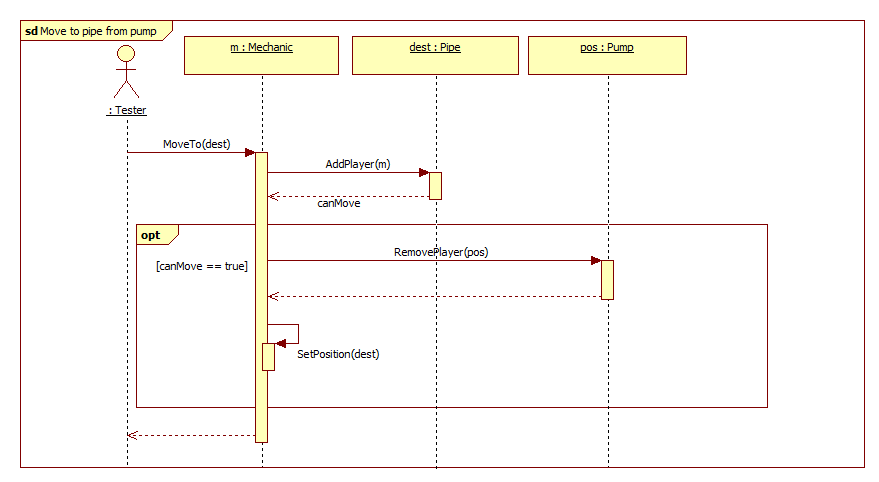 sd Move to pipe from pump
m : Mechanic
dest : Pipe
pos : Pump
: Tester
MoveTo(dest)
AddPlayer(m)
canMove
opt
RemovePlayer(pos)
[canMove == true]
SetPosition(dest)